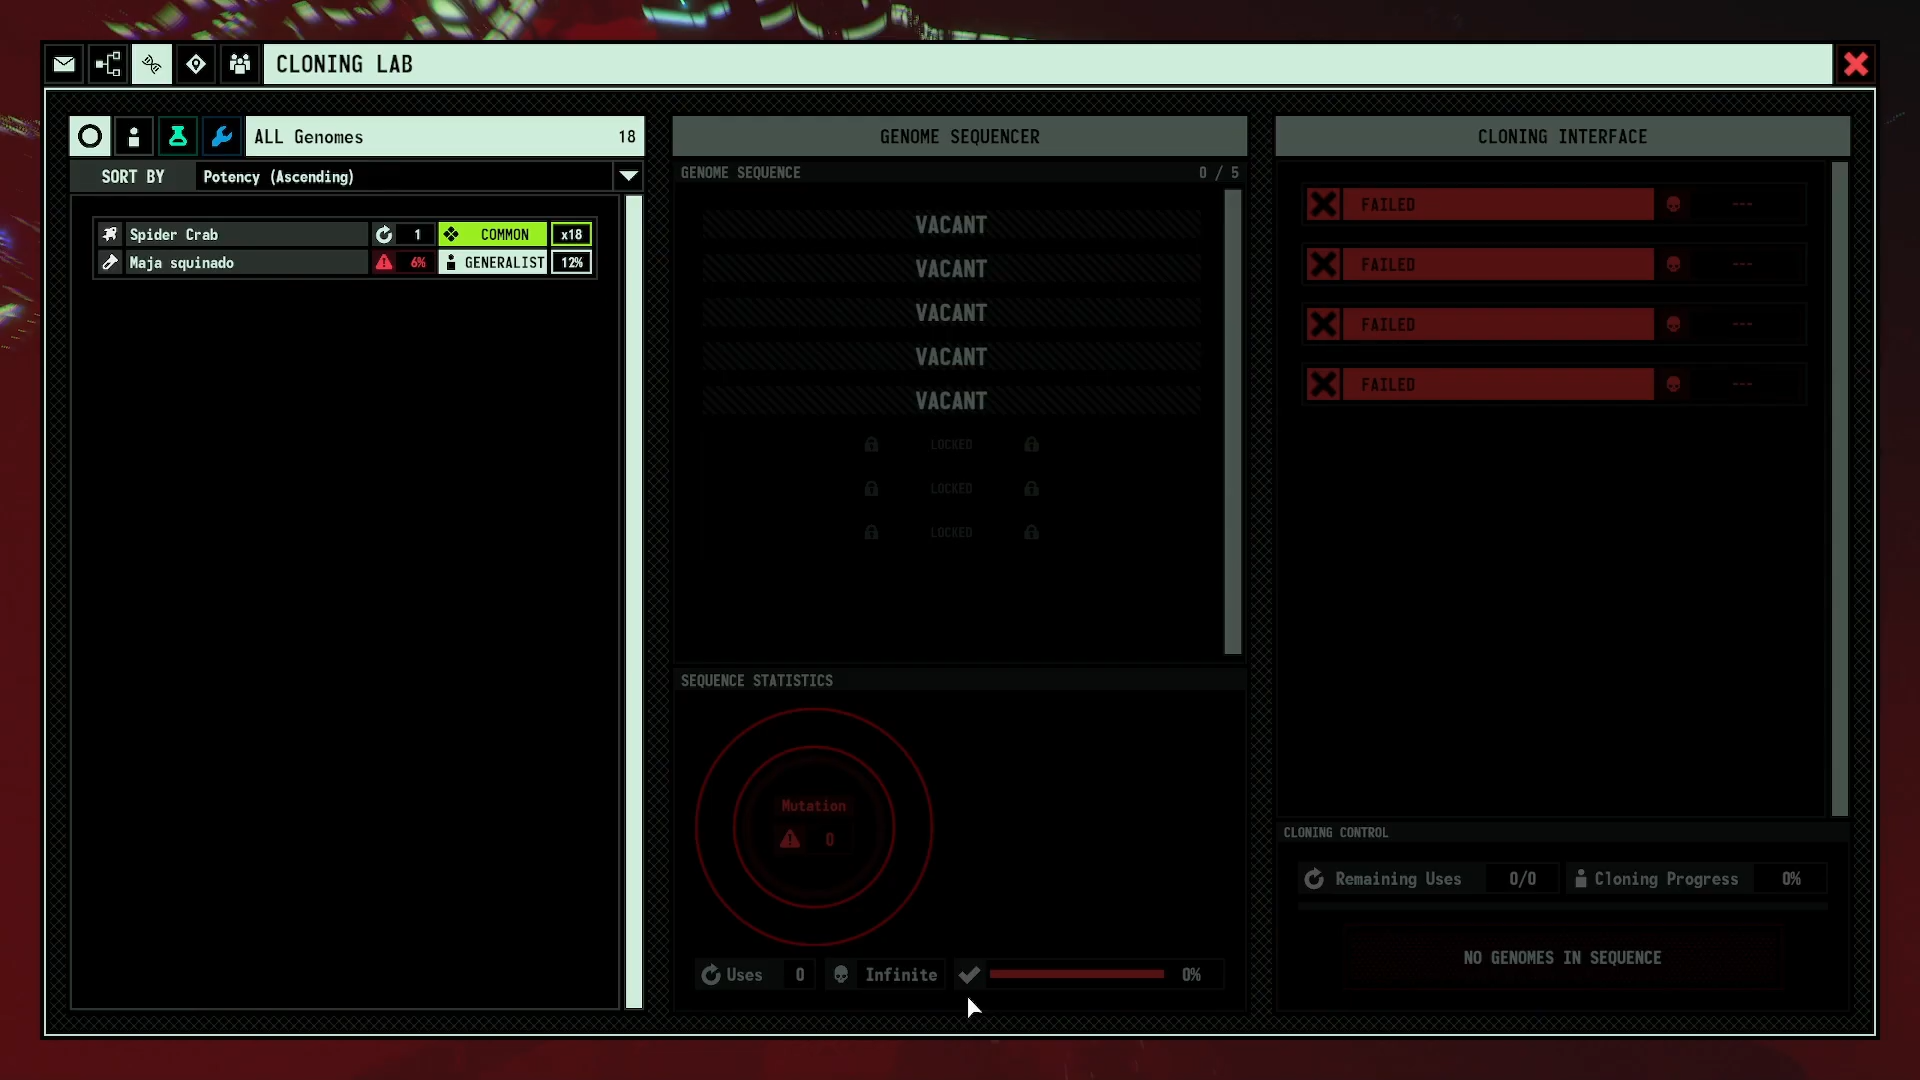 CLONING LAB
ALL Genomes 18
SORT BY Potency (Ascending)
Spider Crab 1 COMMON x18
Maja squinado 6% GENERALIST 12%
GENOME SEQUENCER
GENOME SEQUENCE 0 / 5
VACANT
VACANT
VACANT
VACANT
VACANT
LOCKED
LOCKED
LOCKED
SEQUENCE STATISTICS
Mutation
0
Uses 0 Infinite 0%
CLONING INTERFACE
FAILED ---
FAILED ---
FAILED ---
FAILED ---
CLONING CONTROL
Remaining Uses 0/0 Cloning Progress 0%
NO GENOMES IN SEQUENCE